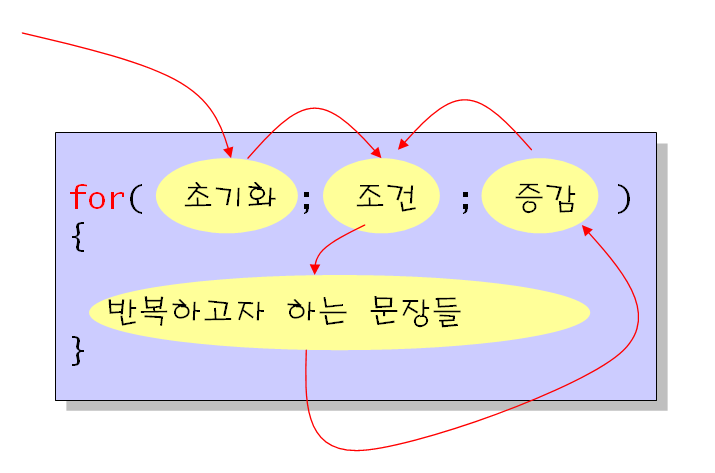 for( 초기화 ; 조건 ; 증감 )
{
반복하고자 하는 문장들
}